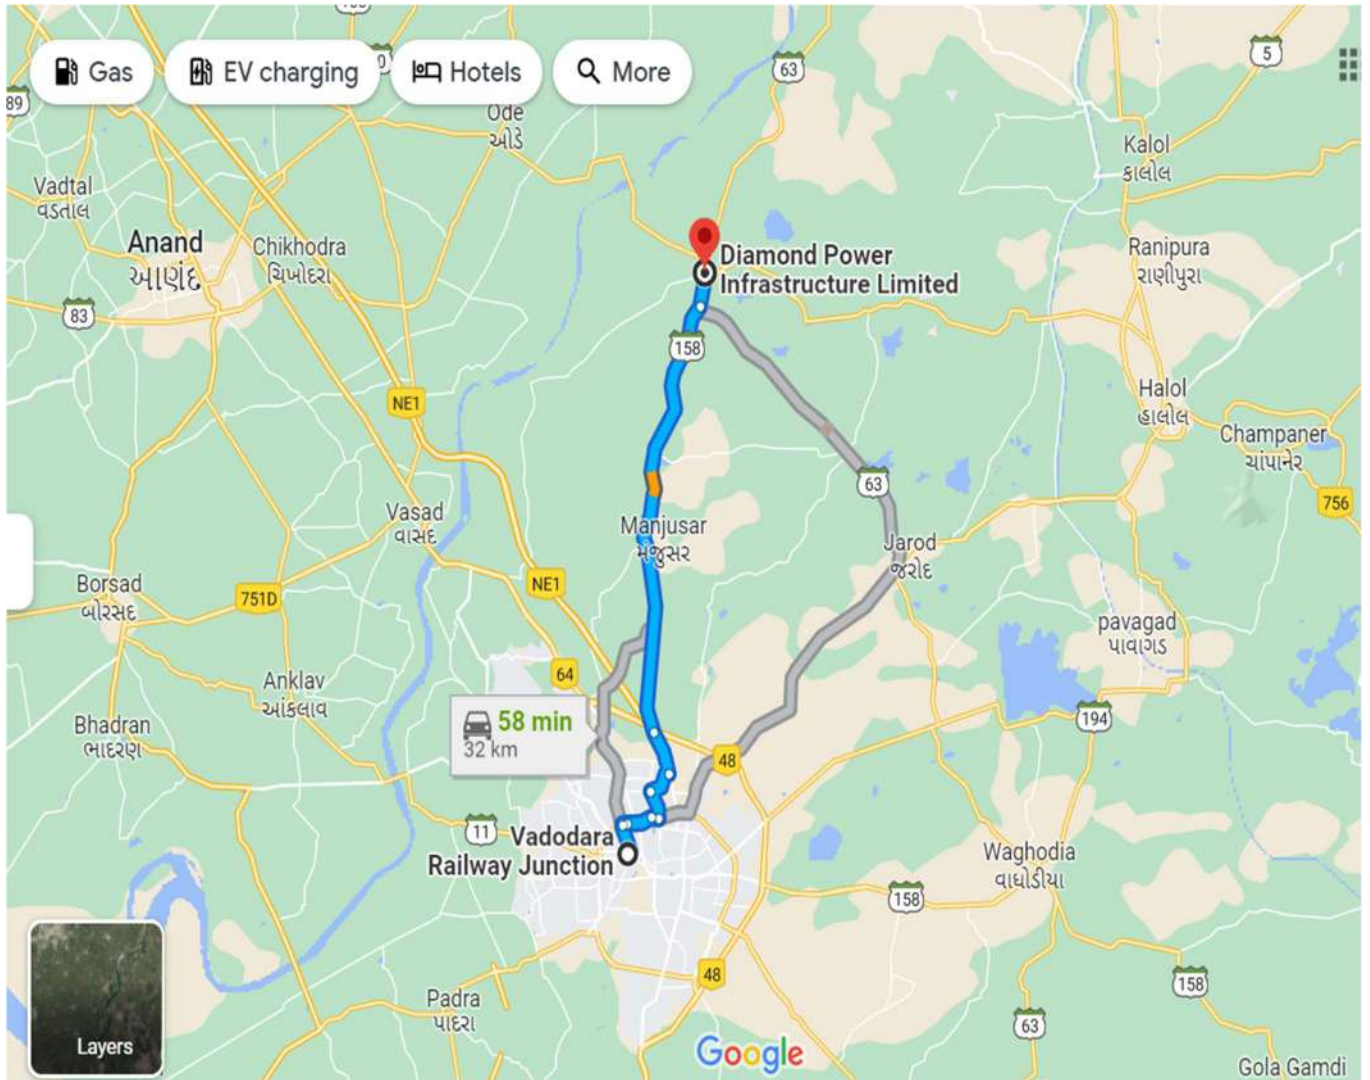 Gas
EV charging
Hotels
More
63
5
89
Ode
ઓડે
Kalol
કાલોલ
Vadtal
વડતાલ
Anand
આણંદ
Chikhodra
ચિખોદરા
Ranipura
રાણીપુરા
Diamond Power
Infrastructure Limited
83
158
NE1
Halol
હાલોલ
Champaner
ચાંપાનેર
63
756
Vasad
વાસદ
Manjusar
મંજુસર
Jarod
જરોદ
Borsad
બોરસદ
751D
NE1
pavagad
પાવાગડ
64
Anklav
આંકલાવ
58 min
32 km
Bhadran
ભાદરણ
194
48
11
Vadodara
Railway Junction
Waghodia
વાઘોડીયા
158
48
158
Padra
પાદરા
63
Layers
Google
Gola Gamdi